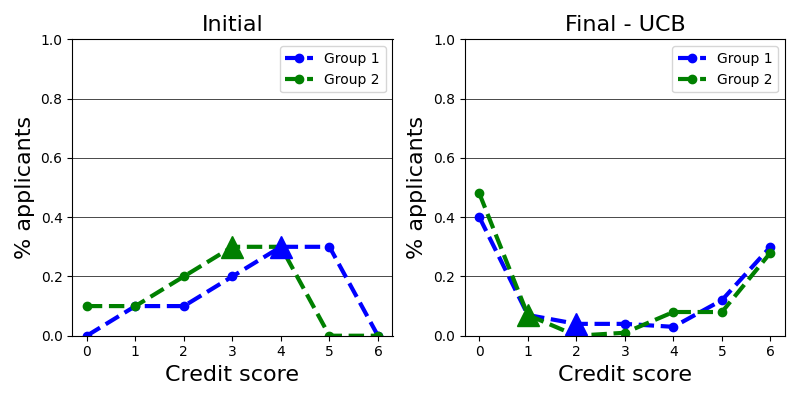 Initial
% applicants
1.0
0.8
0.6
0.4
0.2
0.0
Group 1
Group 2
0 1 2 3 4 5 6
Credit score
Final - UCB
% applicants
1.0
0.8
0.6
0.4
0.2
0.0
Group 1
Group 2
0 1 2 3 4 5 6
Credit score